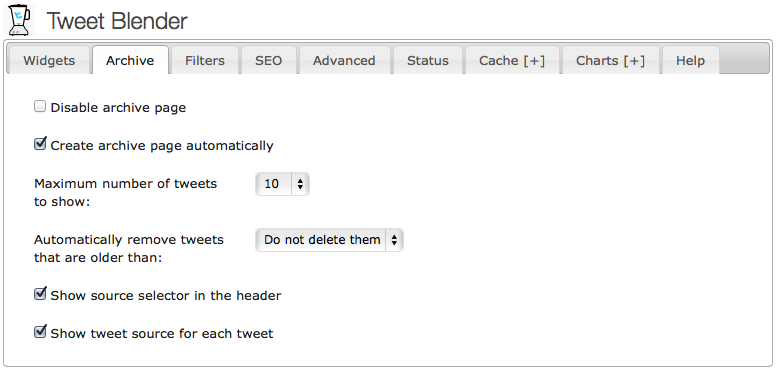 Tweet Blender
Widgets Archive Filters SEO Advanced Status Cache [+] Charts [+] Help
Disable archive page
Create archive page automatically
Maximum number of tweets
to show:
10
Automatically remove tweets
that are older than:
Do not delete them
Show source selector in the header
Show tweet source for each tweet